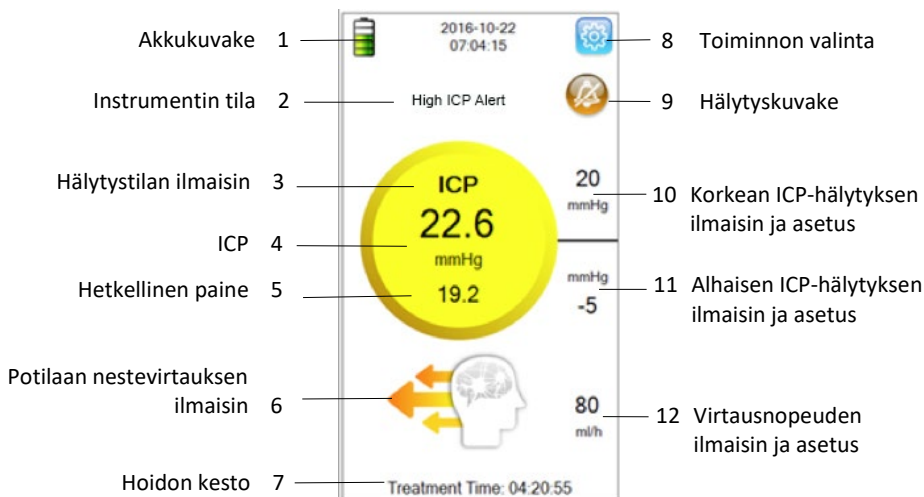 Akkukuvake 1
Instrumentin tila 2
Hälytystilan ilmaisin 3
ICP 4
Hetkellinen paine 5
Potilaan nestevirtauksen
ilmaisin 6
Hoidon kesto 7
2016-10-22
07:04:15
High ICP Alert
ICP
22.6
mmHg
19.2
20
mmHg
mmHg
-5
80
ml/h
Treatment Time: 04:20:55
8 Toiminnon valinta
9 Hälytyskuvake
10 Korkean ICP-hälytyksen
ilmaisin ja asetus
11 Alhaisen ICP-hälytyksen
ilmaisin ja asetus
12 Virtausnopeuden
ilmaisin ja asetus